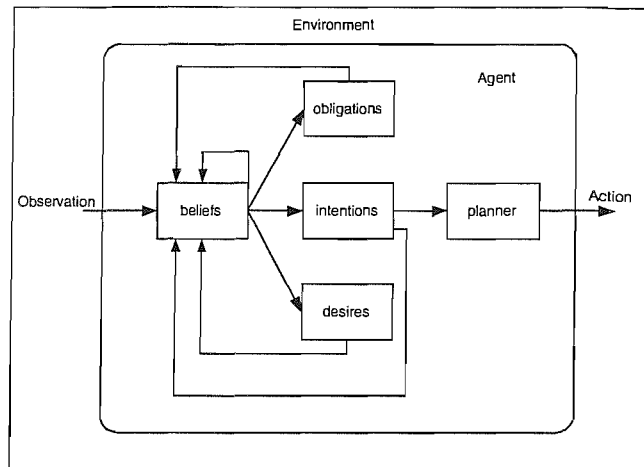 Environment
Agent
obligations
Observation
beliefs
intentions
planner
Action
desires